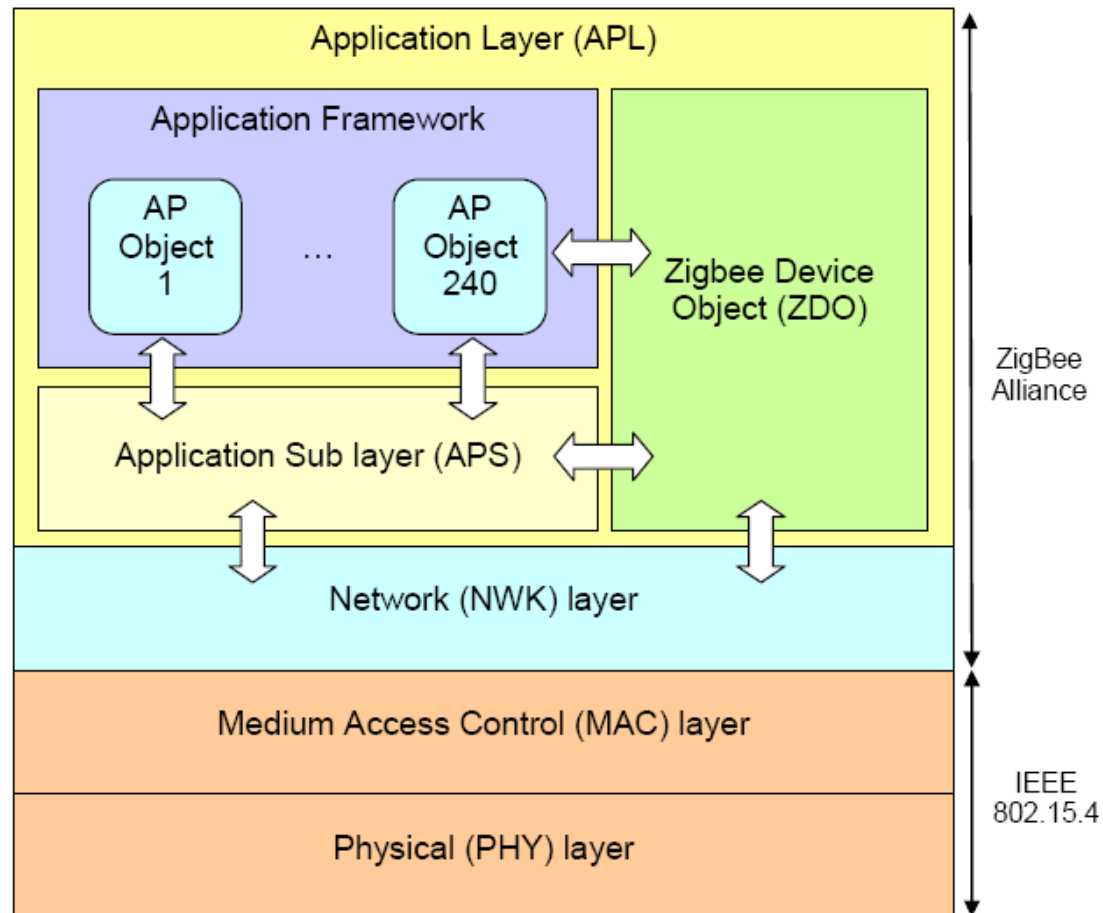 Application Layer (APL)
Application Framework
AP
Object
1
...
AP
Object
240
Zigbee Device
Object (ZDO)
Application Sub layer (APS)
Network (NWK) layer
Medium Access Control (MAC) layer
Physical (PHY) layer
ZigBee
Alliance
IEEE
802.15.4